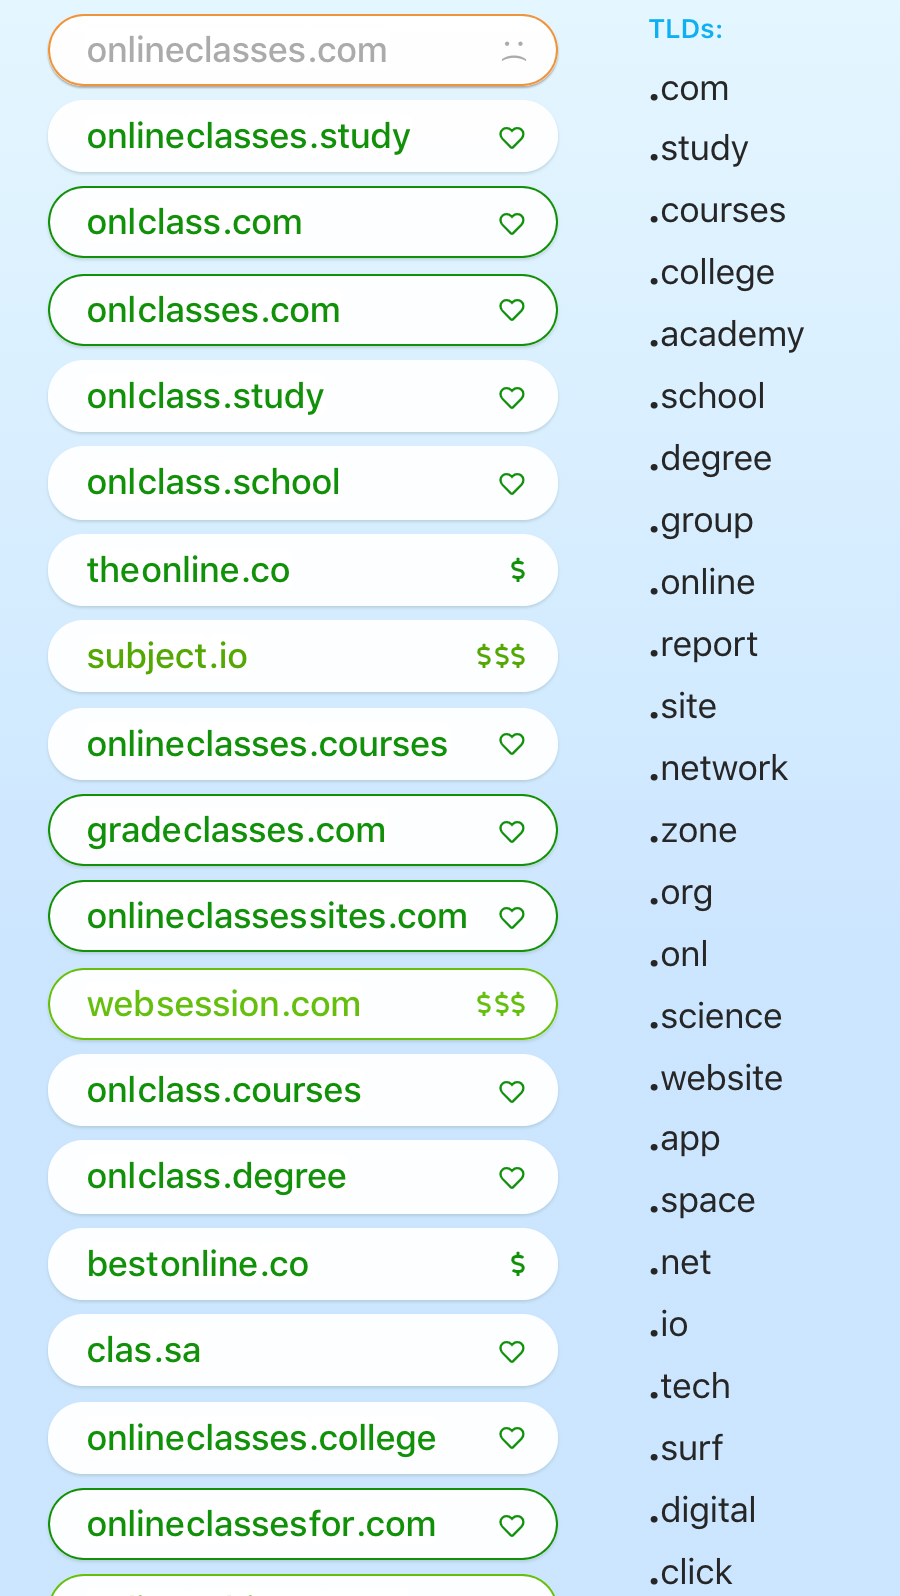 onlineclasses.com
onlineclasses.study
onlclass.com
onlclasses.com
onlclass.study
onlclass.school
theonline.co $
subject.io $$$
onlineclasses.courses
gradeclasses.com
onlineclassessites.com
websession.com $$$
onlclass.courses
onlclass.degree
bestonline.co $
clas.sa
onlineclasses.college
onlineclassesfor.com
TLDs:
.com
.study
.courses
.college
.academy
.school
.degree
.group
.online
.report
.site
.network
.zone
.org
.onl
.science
.website
.app
.space
.net
.io
.tech
.surf
.digital
.click